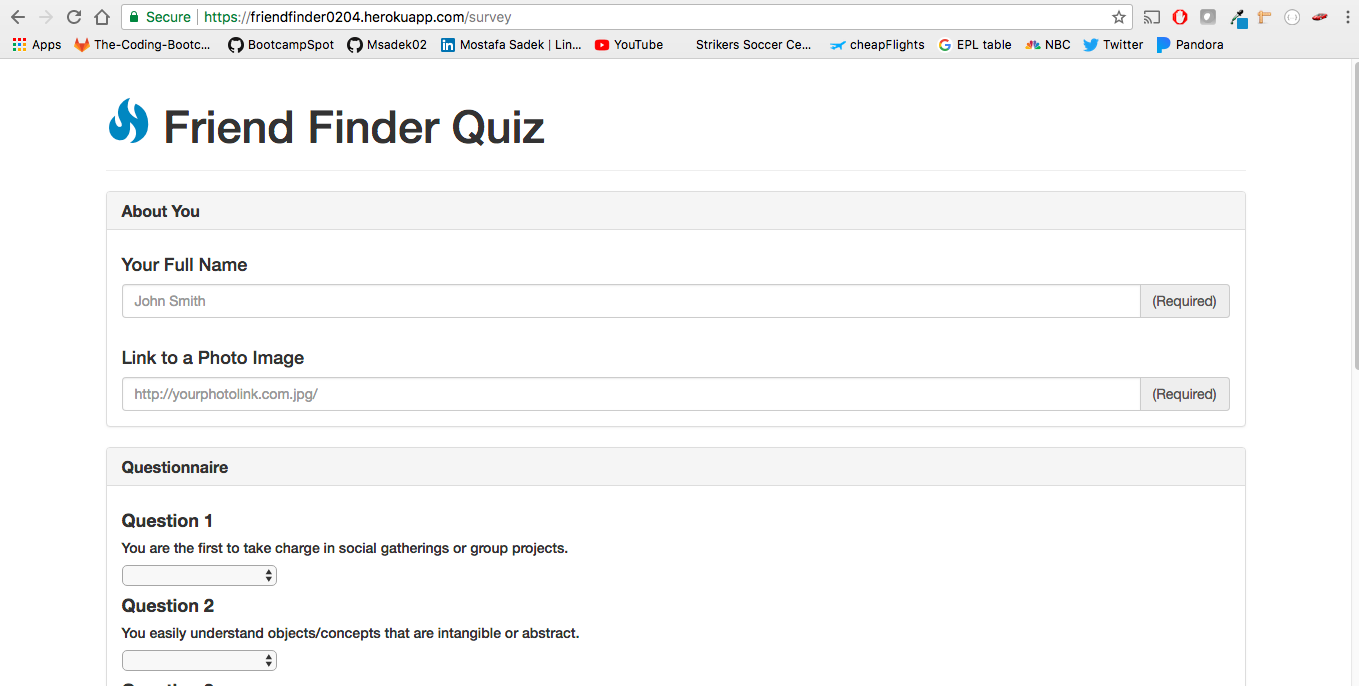 Secure https://friendfinder0204.herokuapp.com/survey
Apps The-Coding-Bootc... BootcampSpot Msadek02 Mostafa Sadek | Lin... YouTube Strikers Soccer Ce... cheapFlights EPL table NBC Twitter Pandora
Friend Finder Quiz
About You
Your Full Name
John Smith (Required)
Link to a Photo Image
http://yourphotolink.com.jpg/ (Required)
Questionnaire
Question 1
You are the first to take charge in social gatherings or group projects.
Question 2
You easily understand objects/concepts that are intangible or abstract.